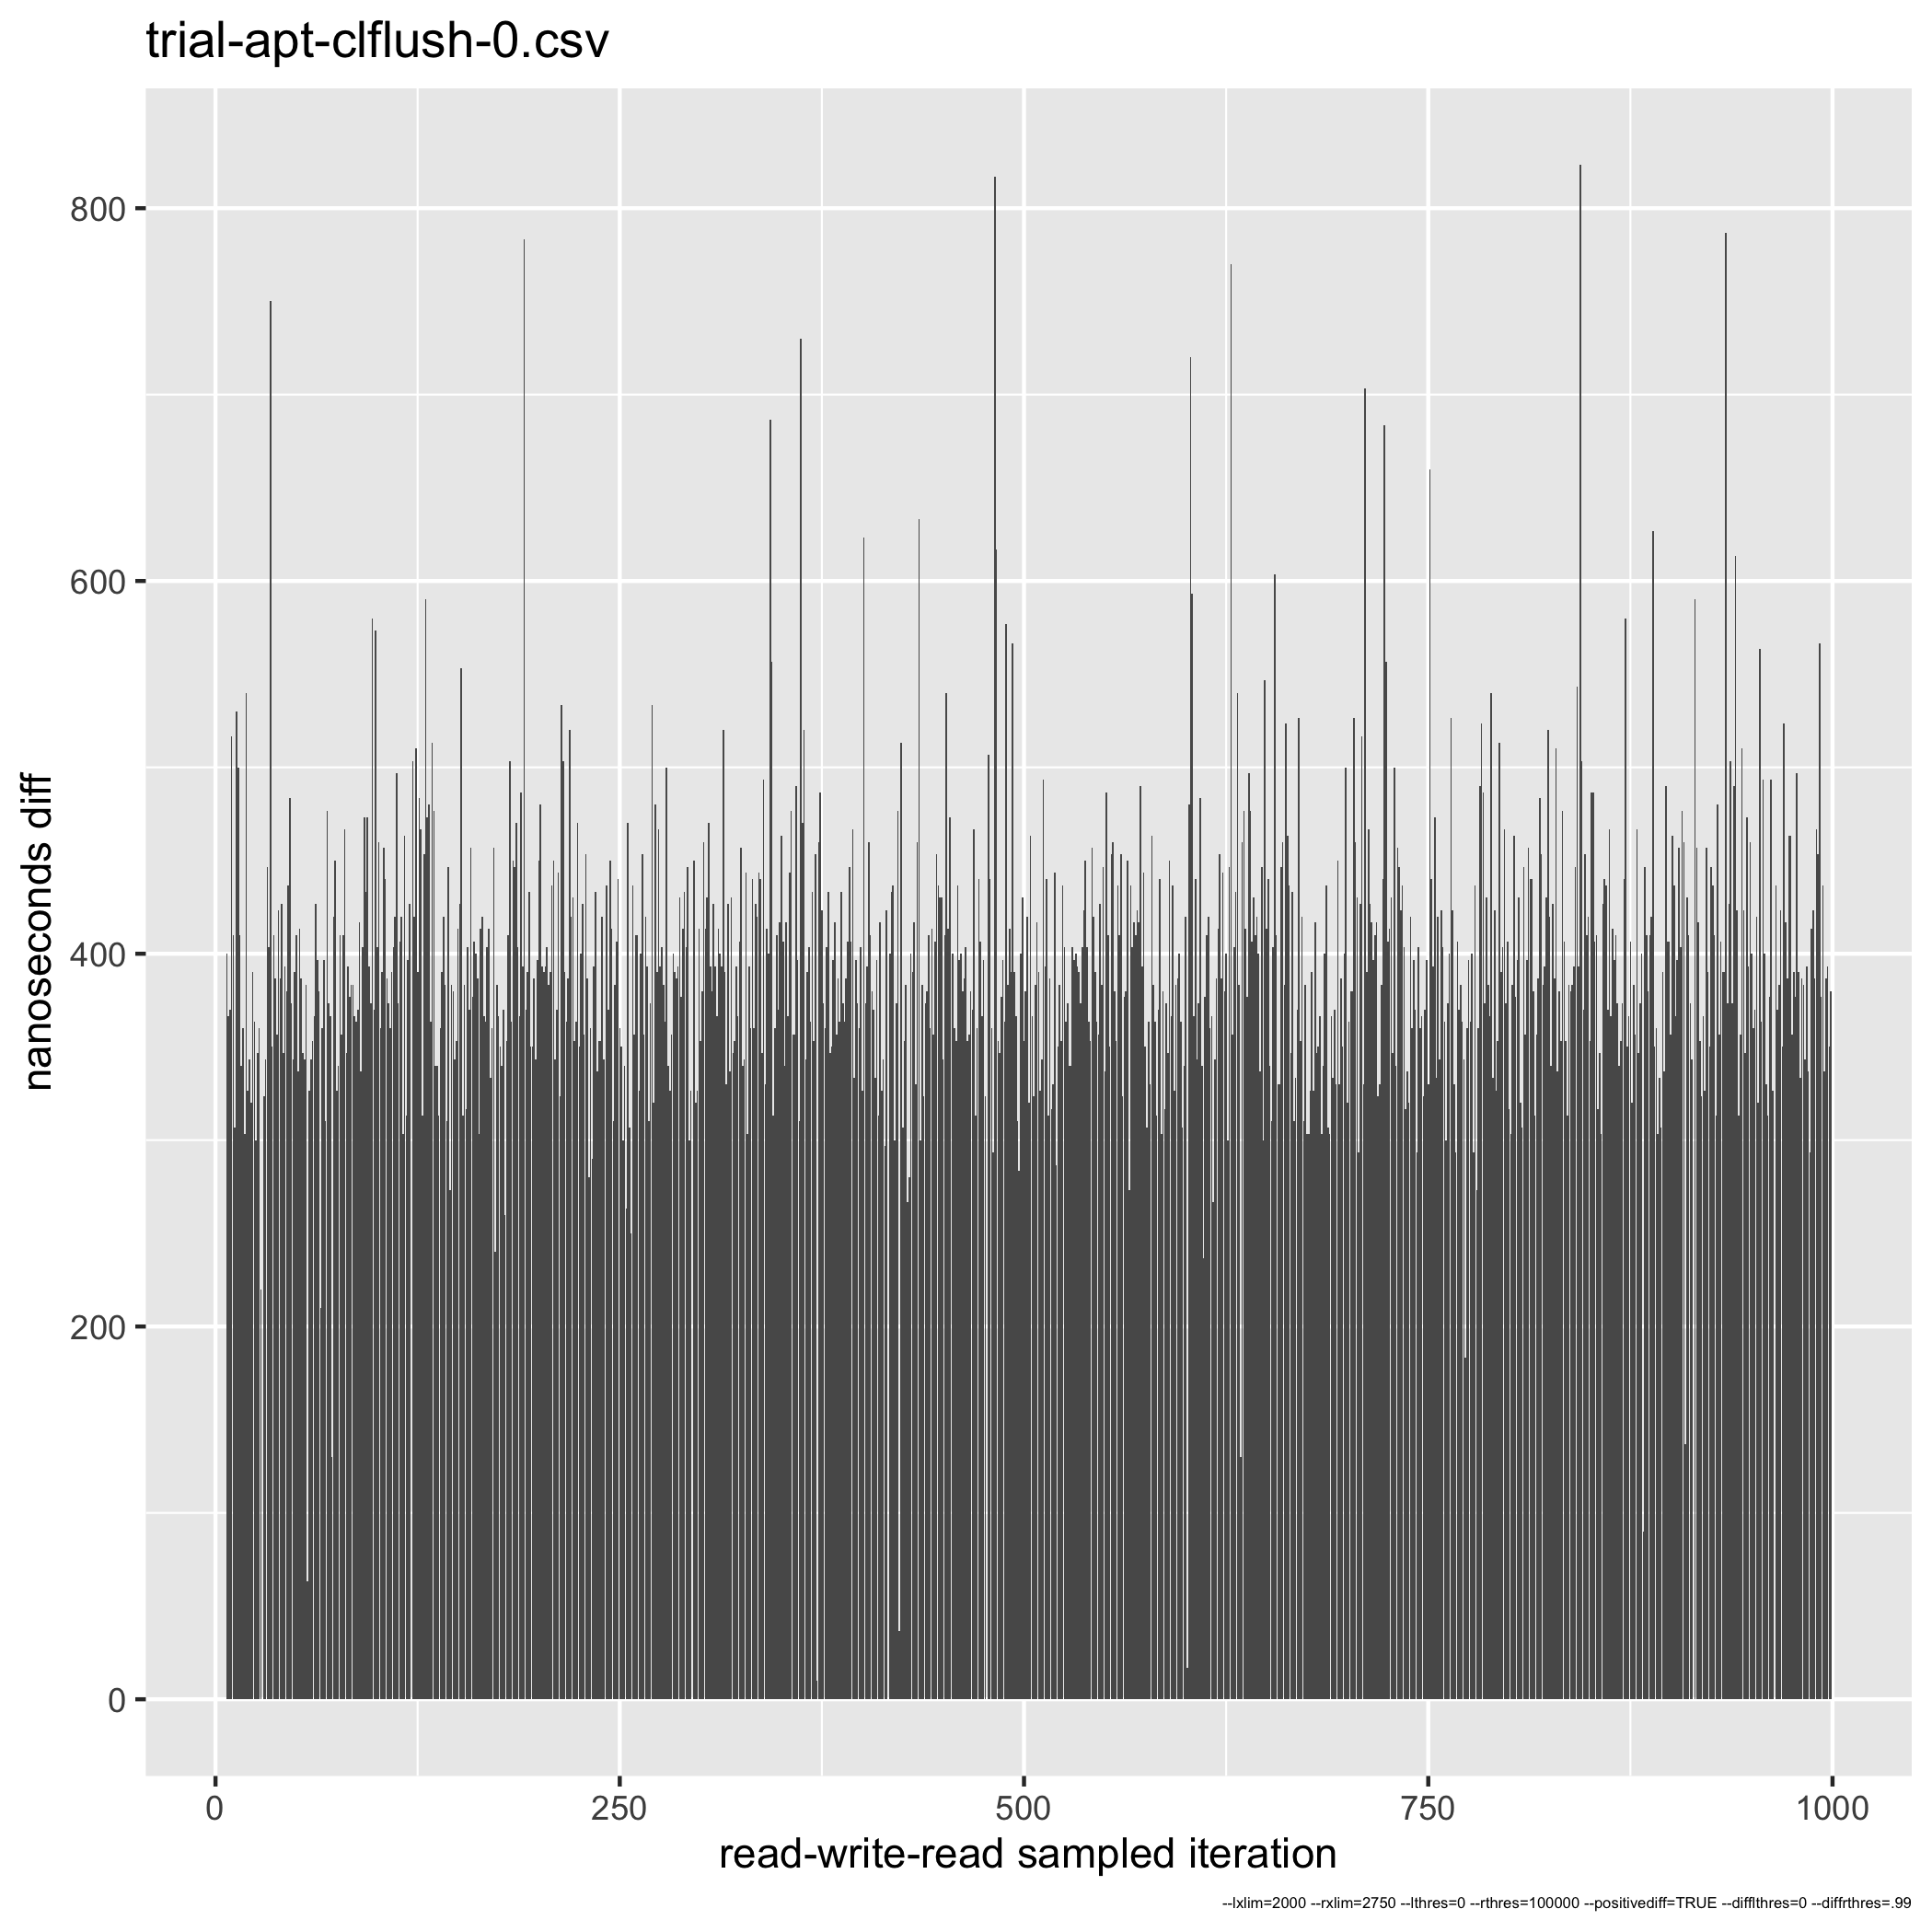 trial-apt-clflush-0.csv
800
600
400
200
0
nanoseconds diff
0 250 500 750 1000
read-write-read sampled iteration
--lxlim=2000 --rxlim=2750 --lthres=0 --rthres=100000 --positivediff=TRUE --difflthres=0 --diffrthres=.99